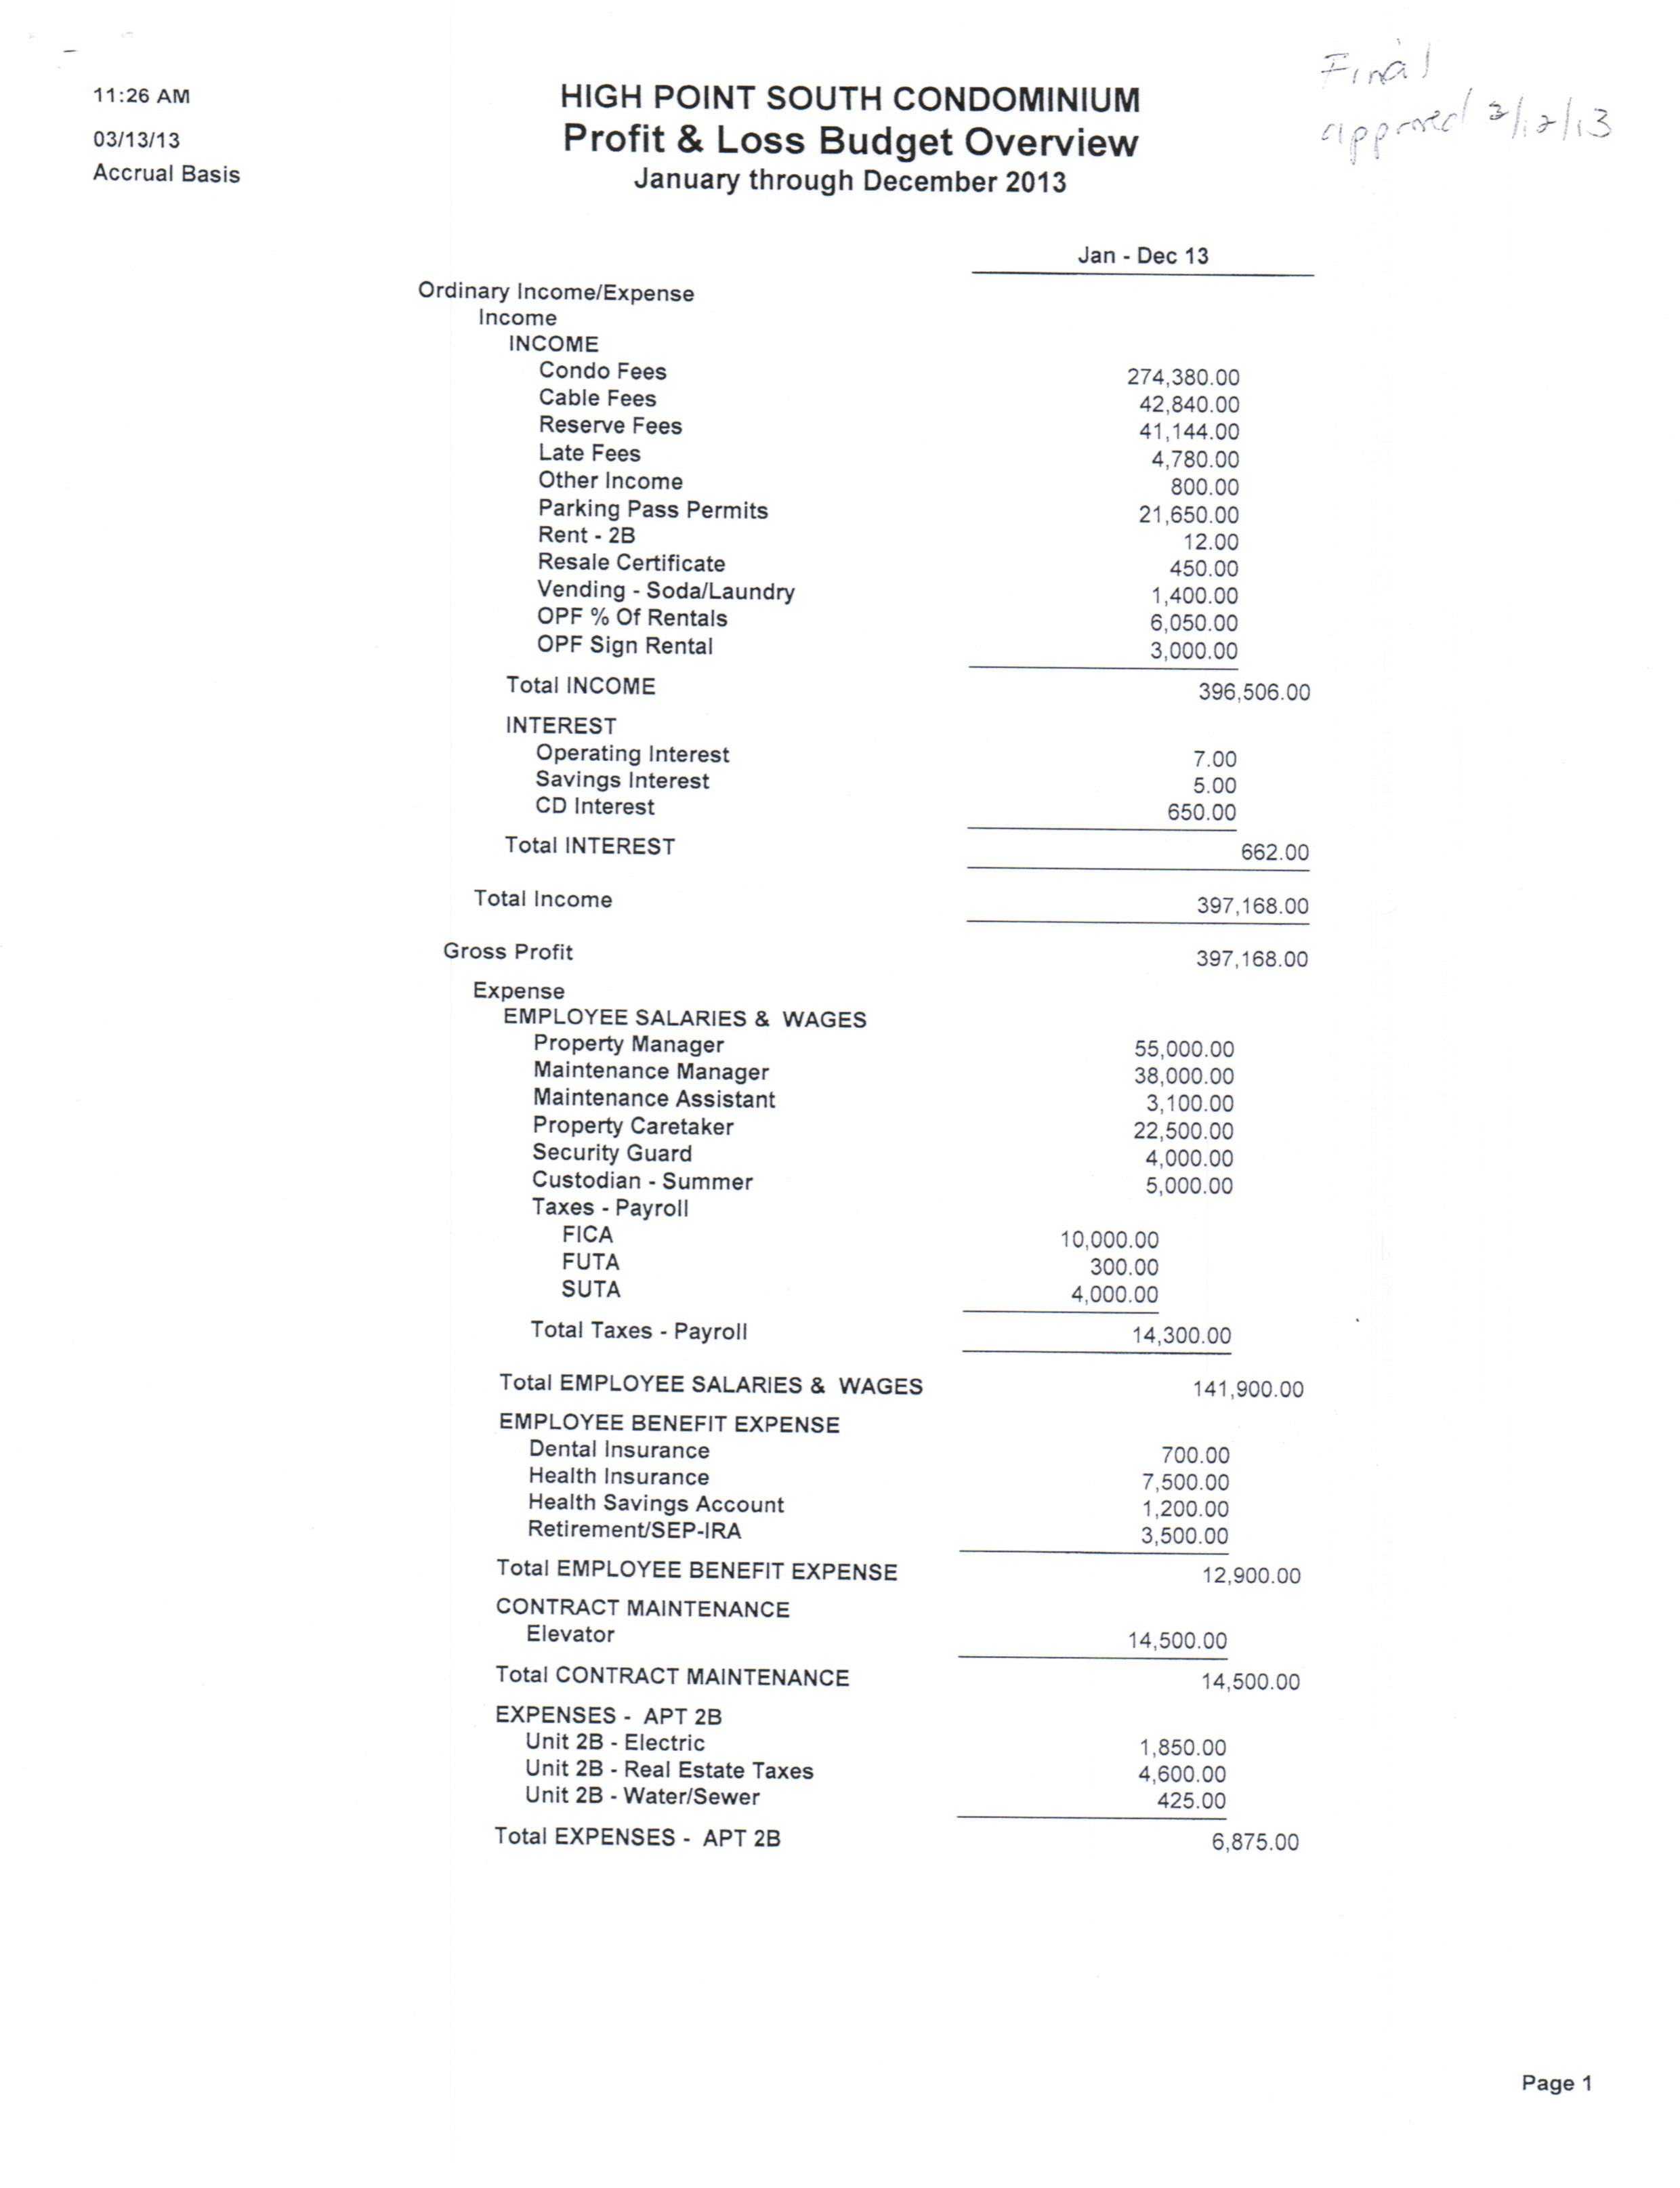 Final
approved 3/12/13
11:26 AM
03/13/13
Accrual Basis
HIGH POINT SOUTH CONDOMINIUM
Profit & Loss Budget Overview
January through December 2013
Jan - Dec 13
Ordinary Income/Expense
Income
INCOME
Condo Fees 274,380.00
Cable Fees 42,840.00
Reserve Fees 41,144.00
Late Fees 4,780.00
Other Income 800.00
Parking Pass Permits 21,650.00
Rent - 2B 12.00
Resale Certificate 450.00
Vending - Soda/Laundry 1,400.00
OPF % Of Rentals 6,050.00
OPF Sign Rental 3,000.00
Total INCOME 396,506.00
INTEREST
Operating Interest 7.00
Savings Interest 5.00
CD Interest 650.00
Total INTEREST 662.00
Total Income 397,168.00
Gross Profit 397,168.00
Expense
EMPLOYEE SALARIES & WAGES
Property Manager 55,000.00
Maintenance Manager 38,000.00
Maintenance Assistant 3,100.00
Property Caretaker 22,500.00
Security Guard 4,000.00
Custodian - Summer 5,000.00
Taxes - Payroll
FICA 10,000.00
FUTA 300.00
SUTA 4,000.00
Total Taxes - Payroll 14,300.00
Total EMPLOYEE SALARIES & WAGES 141,900.00
EMPLOYEE BENEFIT EXPENSE
Dental Insurance 700.00
Health Insurance 7,500.00
Health Savings Account 1,200.00
Retirement/SEP-IRA 3,500.00
Total EMPLOYEE BENEFIT EXPENSE 12,900.00
CONTRACT MAINTENANCE
Elevator 14,500.00
Total CONTRACT MAINTENANCE 14,500.00
EXPENSES - APT 2B
Unit 2B - Electric 1,850.00
Unit 2B - Real Estate Taxes 4,600.00
Unit 2B - Water/Sewer 425.00
Total EXPENSES - APT 2B 6,875.00
Page 1